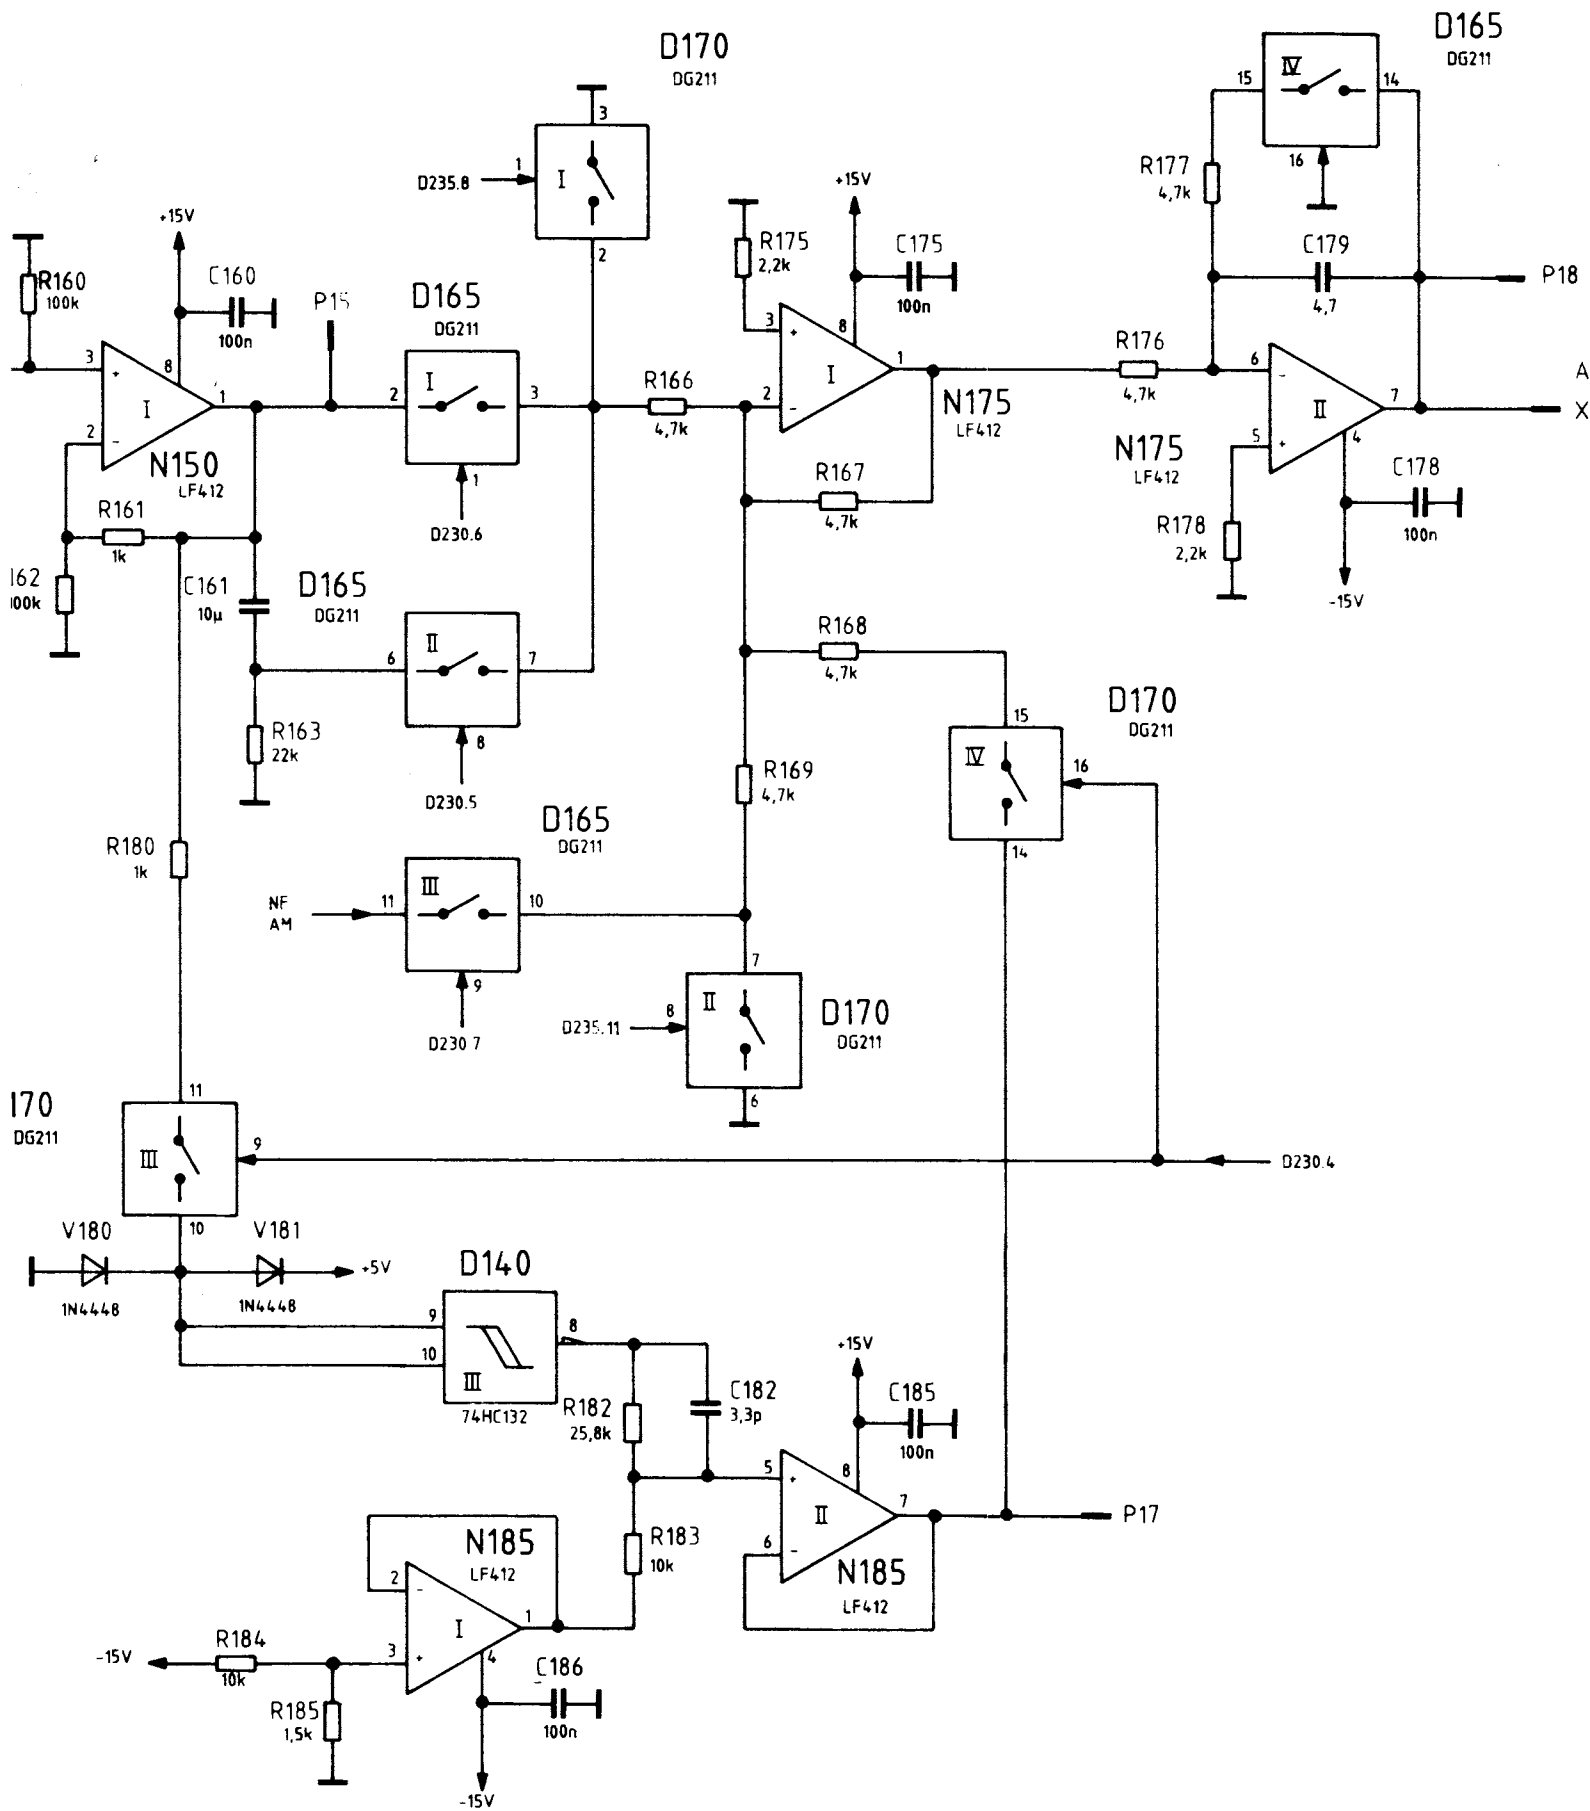 D170
DG211
3
1
D235.8
I
2
D165
DG211
15
IV
14
16
R177
4,7k
C179
4,7
P18
+15V
R160
100k
C160
100n
P15
3
+
8
I
1
2
-
N150
LF412
D165
DG211
I
2
3
1
D230.6
R166
4,7k
R175
2,2k
+15V
C175
100n
3
+
8
I
1
2
-
N175
LF412
R176
4,7k
6
-
II
7
5
+
4
N175
LF412
A
X
R178
2,2k
C178
100n
-15V
R167
4,7k
R161
1k
162
100k
C161
10µ
D165
DG211
II
6
7
8
D230.5
R163
22k
R168
4,7k
D170
DG211
15
IV
16
14
R169
4,7k
R180
1k
D165
DG211
NF
AM
11
III
10
9
D230.7
7
D235.11
8
II
6
D170
DG211
170
DG211
11
III
9
10
D230.4
V180
1N4448
V181
1N4448
+5V
D140
9
10
8
III
74HC132
R182
25,8k
C182
3,3p
+15V
C185
100n
5
+
8
II
7
6
-
N185
LF412
P17
R183
10k
N185
LF412
2
-
I
1
3
+
4
-15V
R184
10k
R185
1,5k
C186
100n
-15V